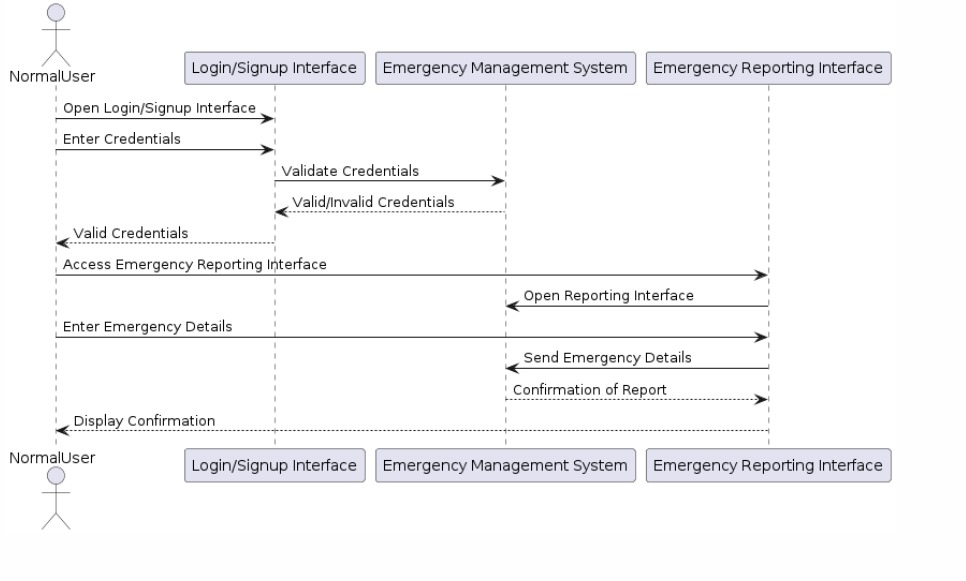 NormalUser
Login/Signup Interface
Emergency Management System
Emergency Reporting Interface
Open Login/Signup Interface
Enter Credentials
Validate Credentials
Valid/Invalid Credentials
Valid Credentials
Access Emergency Reporting Interface
Open Reporting Interface
Enter Emergency Details
Send Emergency Details
Confirmation of Report
Display Confirmation
NormalUser
Login/Signup Interface
Emergency Management System
Emergency Reporting Interface